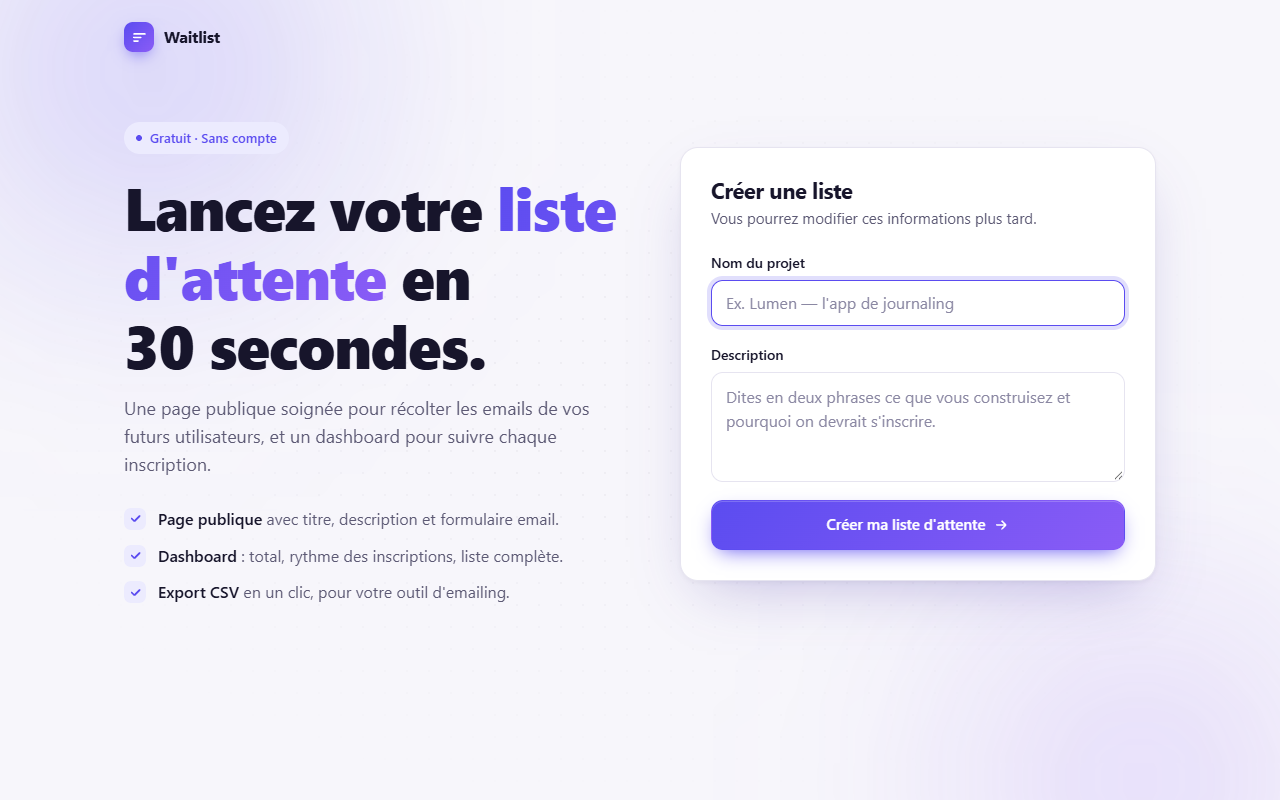 Waitlist
Gratuit · Sans compte
Lancez votre liste
d'attente en
30 secondes.
Une page publique soignée pour récolter les emails de vos
futurs utilisateurs, et un dashboard pour suivre chaque
inscription.
Page publique avec titre, description et formulaire email.
Dashboard : total, rythme des inscriptions, liste complète.
Export CSV en un clic, pour votre outil d'emailing.
Créer une liste
Vous pourrez modifier ces informations plus tard.
Nom du projet
Ex. Lumen — l'app de journaling
Description
Dites en deux phrases ce que vous construisez et
pourquoi on devrait s'inscrire.
Créer ma liste d'attente →